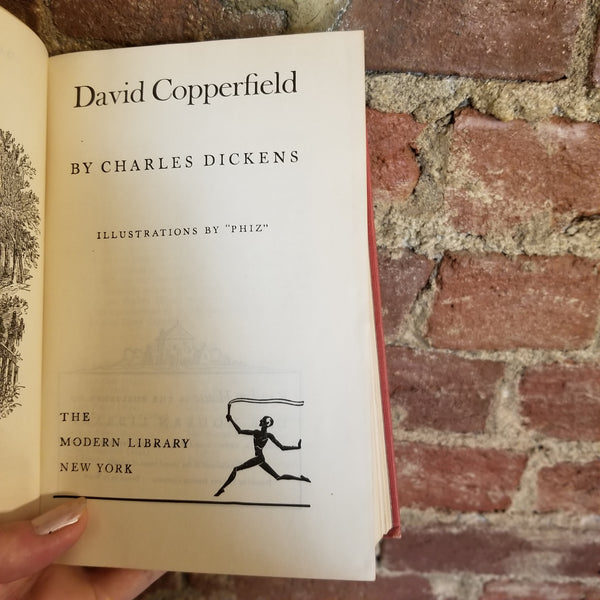 David Copperfield
BY CHARLES DICKENS
ILLUSTRATIONS BY "PHIZ"
THE
MODERN LIBRARY
NEW YORK